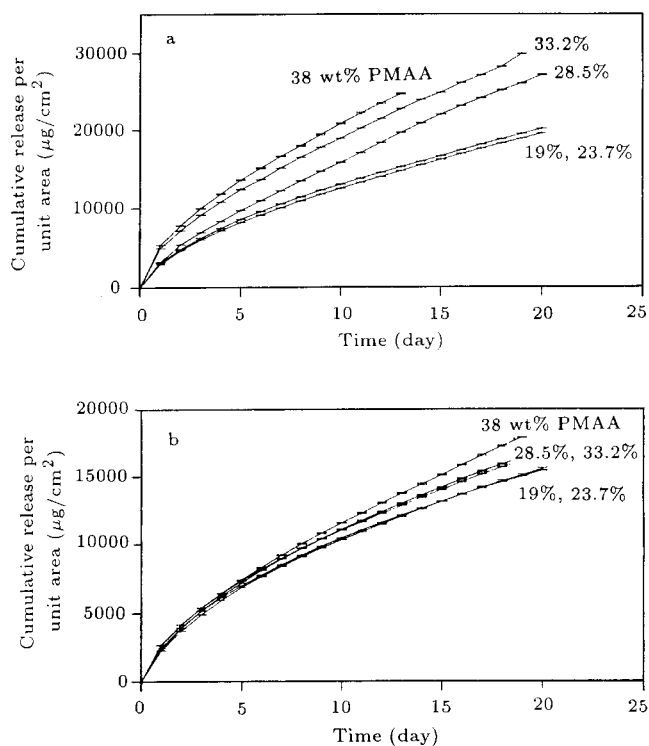 a
30000
20000
10000
0
Cumulative release per
unit area (μg/cm²)
38 wt% PMAA
33.2%
28.5%
19%, 23.7%
0 5 10 15 20 25
Time (day)
b
20000
15000
10000
5000
0
Cumulative release per
unit area (μg/cm²)
38 wt% PMAA
28.5%, 33.2%
19%, 23.7%
0 5 10 15 20 25
Time (day)